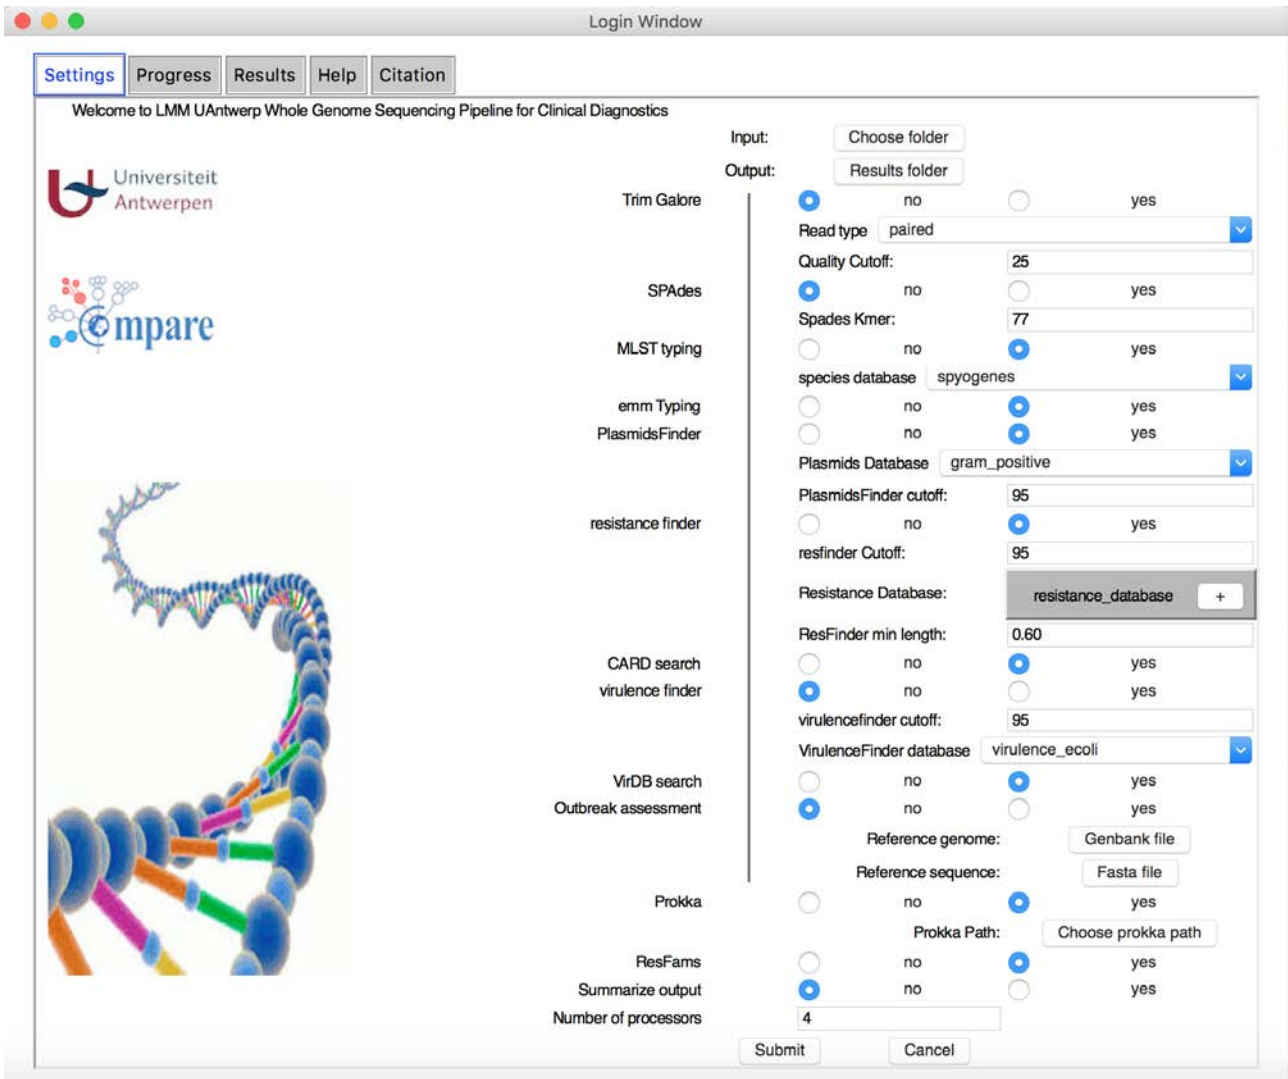 Login Window
Settings Progress Results Help Citation
Welcome to LMM UAntwerp Whole Genome Sequencing Pipeline for Clinical Diagnostics
Input: Choose folder
Output: Results folder
Universiteit
Antwerpen
Trim Galore no yes
Read type paired
Quality Cutoff: 25
Compare
SPAdes no yes
Spades Kmer: 77
MLST typing no yes
species database spyogenes
emm Typing no yes
PlasmidsFinder no yes
Plasmids Database gram_positive
PlasmidsFinder cutoff: 95
resistance finder no yes
resfinder Cutoff: 95
Resistance Database: resistance_database +
ResFinder min length: 0.60
CARD search no yes
virulence finder no yes
virulencefinder cutoff: 95
VirulenceFinder database virulence_ecoli
VirDB search no yes
Outbreak assessment no yes
Reference genome: Genbank file
Reference sequence: Fasta file
Prokka no yes
Prokka Path: Choose prokka path
ResFams no yes
Summarize output no yes
Number of processors 4
Submit Cancel